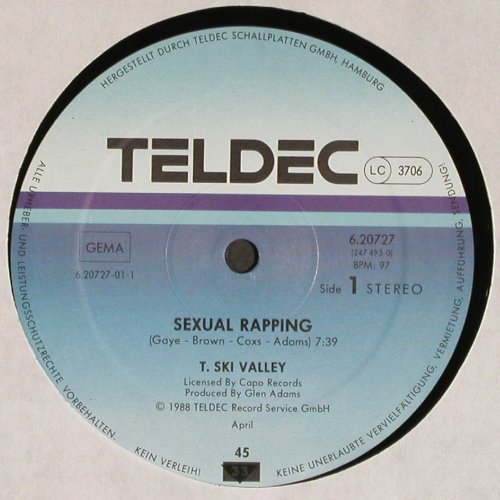 HERGESTELLT DURCH TELDEC SCHALLPLATTEN GMBH, HAMBURG
TELDEC
LC 3706
GEMA
6.20727-01-1
6.20727
(247 493-0)
BPM: 97
Side 1 STEREO
SEXUAL RAPPING
(Gaye - Brown - Coxs - Adams) 7:39
T. SKI VALLEY
Licensed By Capo Records
Produced By Glen Adams
© 1988 TELDEC Record Service GmbH
April
45
33
ALLE URHEBER- UND LEISTUNGSSCHUTZRECHTE VORBEHALTEN. KEIN VERLEIH! KEINE UNERLAUBTE VERVIELFÄLTIGUNG, VERMIETUNG, AUFFÜHRUNG, SENDUNG!